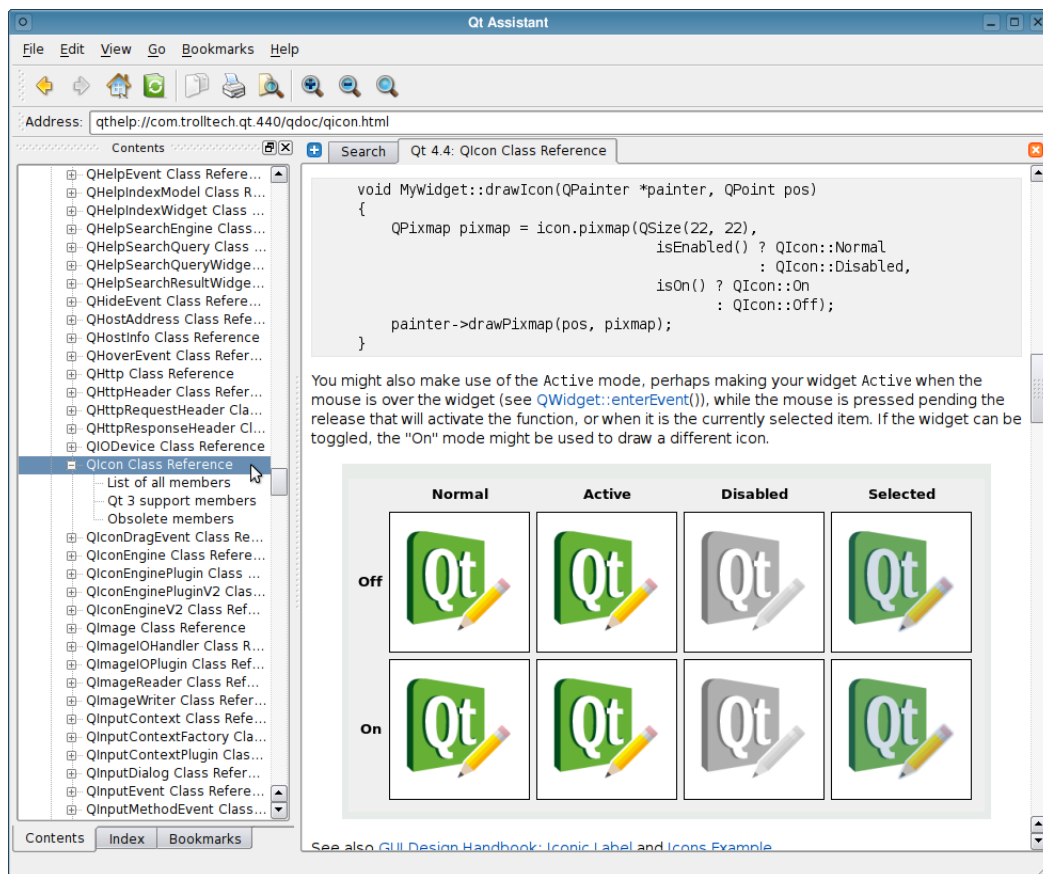 Qt Assistant
File Edit View Go Bookmarks Help
Address: qthelp://com.trolltech.qt.440/qdoc/qicon.html
Contents
QHelpEvent Class Refere...
QHelpIndexModel Class R...
QHelpIndexWidget Class ...
QHelpSearchEngine Class...
QHelpSearchQuery Class ...
QHelpSearchQueryWidge...
QHelpSearchResultWidge...
QHideEvent Class Refere...
QHostAddress Class Refe...
QHostInfo Class Reference
QHoverEvent Class Refer...
QHttp Class Reference
QHttpHeader Class Refer...
QHttpRequestHeader Cla...
QHttpResponseHeader Cl...
QIODevice Class Reference
QIcon Class Reference
List of all members
Qt 3 support members
Obsolete members
QIconDragEvent Class Re...
QIconEngine Class Refere...
QIconEnginePlugin Class ...
QIconEnginePluginV2 Clas...
QIconEngineV2 Class Ref...
QImage Class Reference
QImageIOHandler Class R...
QImageIOPlugin Class Ref...
QImageReader Class Ref...
QImageWriter Class Refer...
QInputContext Class Refe...
QInputContextFactory Cla...
QInputContextPlugin Clas...
QInputDialog Class Refer...
QInputEvent Class Refere...
QInputMethodEvent Class...
Contents Index Bookmarks
Search Qt 4.4: QIcon Class Reference
void MyWidget::drawIcon(QPainter *painter, QPoint pos)
{
QPixmap pixmap = icon.pixmap(QSize(22, 22),
isEnabled() ? QIcon::Normal
: QIcon::Disabled,
isOn() ? QIcon::On
: QIcon::Off);
painter->drawPixmap(pos, pixmap);
}
You might also make use of the Active mode, perhaps making your widget Active when the
mouse is over the widget (see QWidget::enterEvent()), while the mouse is pressed pending the
release that will activate the function, or when it is the currently selected item. If the widget can be
toggled, the "On" mode might be used to draw a different icon.
Normal Active Disabled Selected
Off Qt Qt Qt Qt
On Qt Qt Qt Qt
See also GUI Design Handbook: Iconic Label and Icons Example